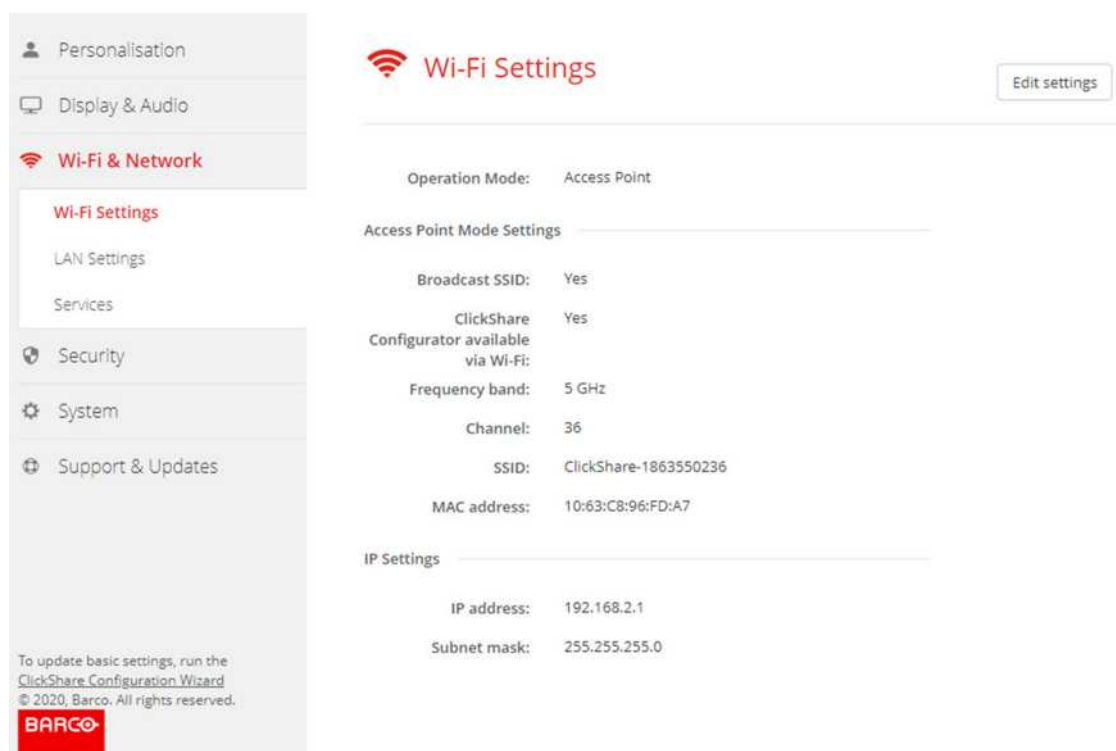 Personalisation
Display & Audio
Wi-Fi & Network
Wi-Fi Settings
LAN Settings
Services
Security
System
Support & Updates
To update basic settings, run the
ClickShare Configuration Wizard
© 2020, Barco. All rights reserved.
BARCO
Wi-Fi Settings
Edit settings
Operation Mode: Access Point
Access Point Mode Settings
Broadcast SSID: Yes
ClickShare Yes
Configurator available
via Wi-Fi:
Frequency band: 5 GHz
Channel: 36
SSID: ClickShare-1863550236
MAC address: 10:63:C8:96:FD:A7
IP Settings
IP address: 192.168.2.1
Subnet mask: 255.255.255.0